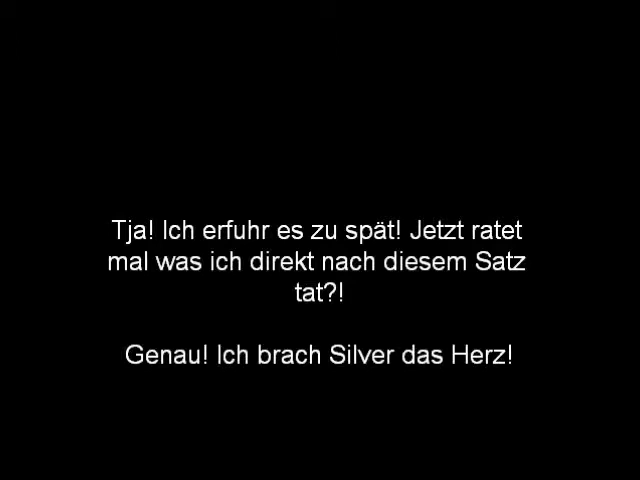 Tja! Ich erfuhr es zu spät! Jetzt ratet
mal was ich direkt nach diesem Satz
tat?!
Genau! Ich brach Silver das Herz!